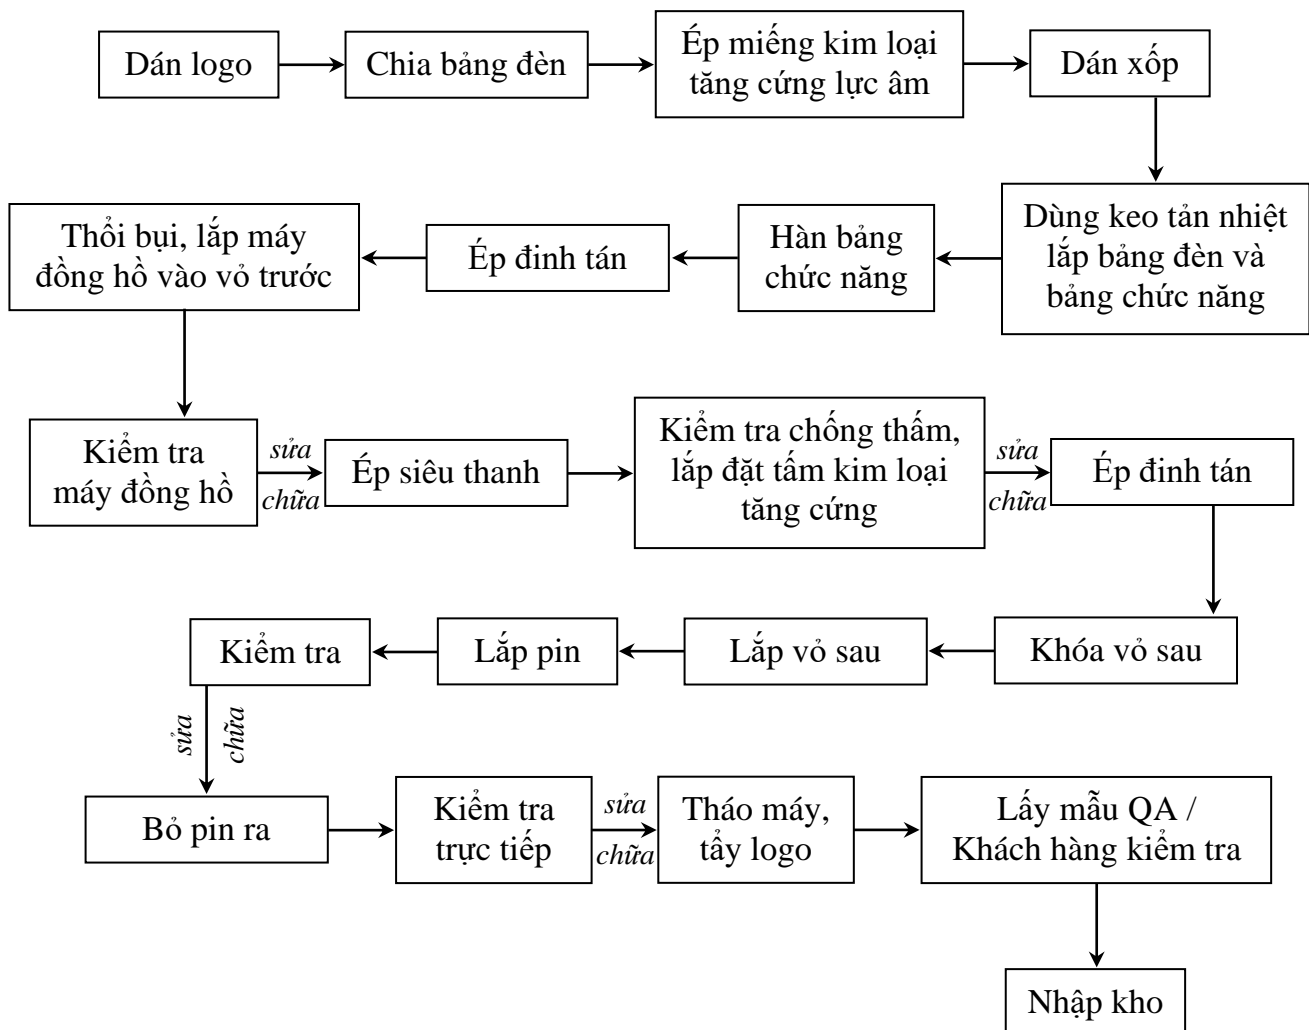 Dán logo
Chia bảng đèn
Ép miếng kim loại
tăng cứng lực âm
Dán xốp
Dùng keo tản nhiệt
lắp bảng đèn và
bảng chức năng
Hàn bảng
chức năng
Ép đinh tán
Thổi bụi, lắp máy
đồng hồ vào vỏ trước
Kiểm tra
máy đồng hồ
sửa
chữa
Ép siêu thanh
Kiểm tra chống thấm,
lắp đặt tấm kim loại
tăng cứng
sửa
chữa
Ép đinh tán
Khóa vỏ sau
Lắp vỏ sau
Lắp pin
Kiểm tra
sửa
chữa
Bỏ pin ra
Kiểm tra
trực tiếp
sửa
chữa
Tháo máy,
tẩy logo
Lấy mẫu QA /
Khách hàng kiểm tra
Nhập kho